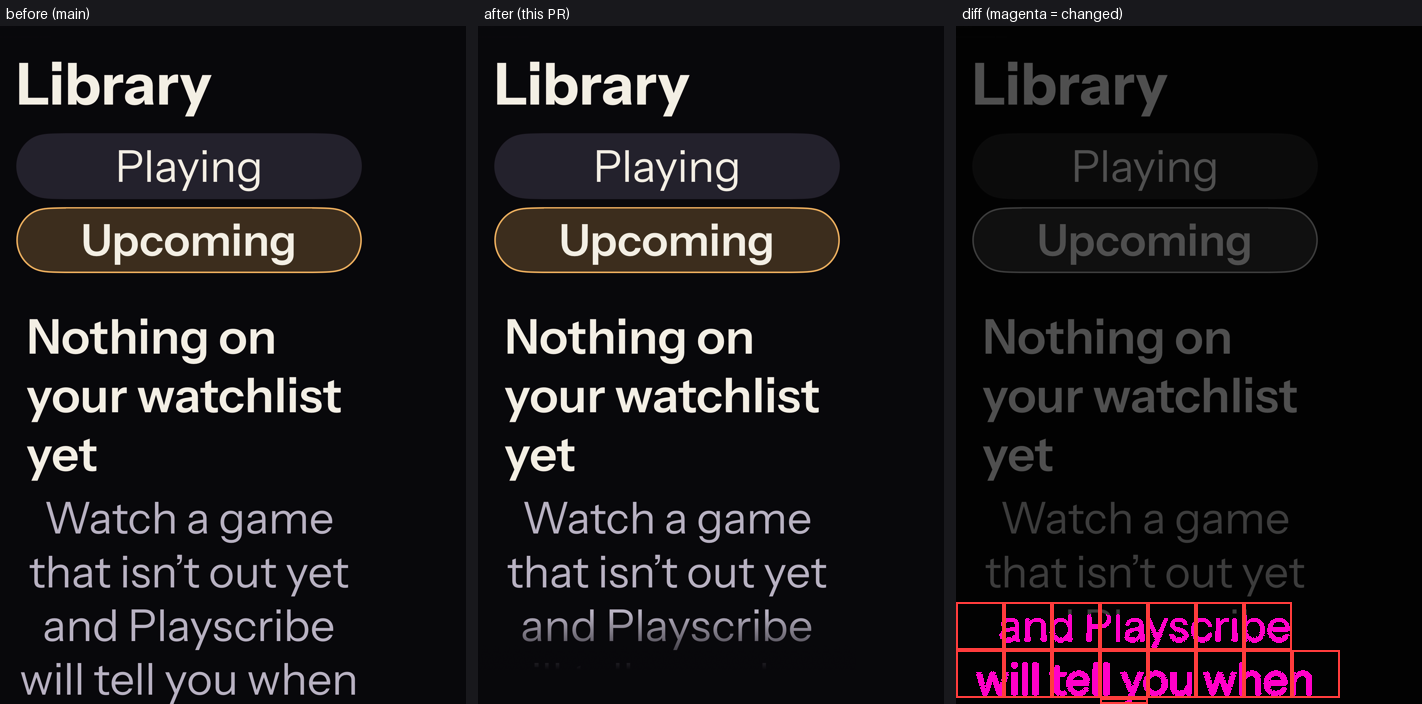 before (main)
Library
Playing
Upcoming
Nothing on
your watchlist
yet
Watch a game
that isn’t out yet
and Playscribe
will tell you when
after (this PR)
Library
Playing
Upcoming
Nothing on
your watchlist
yet
Watch a game
that isn’t out yet
and Playscribe
diff (magenta = changed)
Library
Playing
Upcoming
Nothing on
your watchlist
yet
Watch a game
that isn’t out yet
and Playscribe
will tell you when